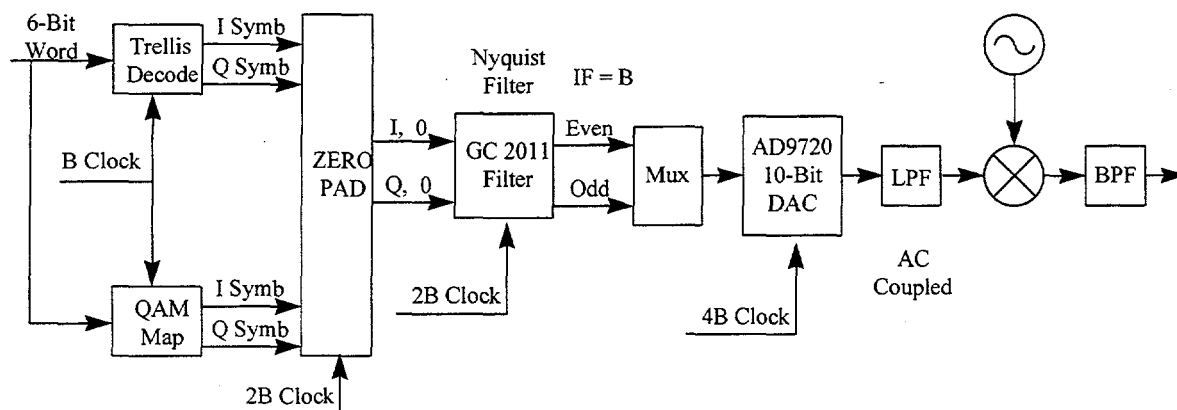 6-Bit
Word
Trellis
Decode
I Symb
Q Symb
B Clock
QAM
Map
I Symb
Q Symb
ZERO
PAD
2B Clock
I, 0
Q, 0
Nyquist
Filter
GC 2011
Filter
2B Clock
IF = B
Even
Odd
Mux
AD9720
10-Bit
DAC
4B Clock
LPF
AC
Coupled
BPF